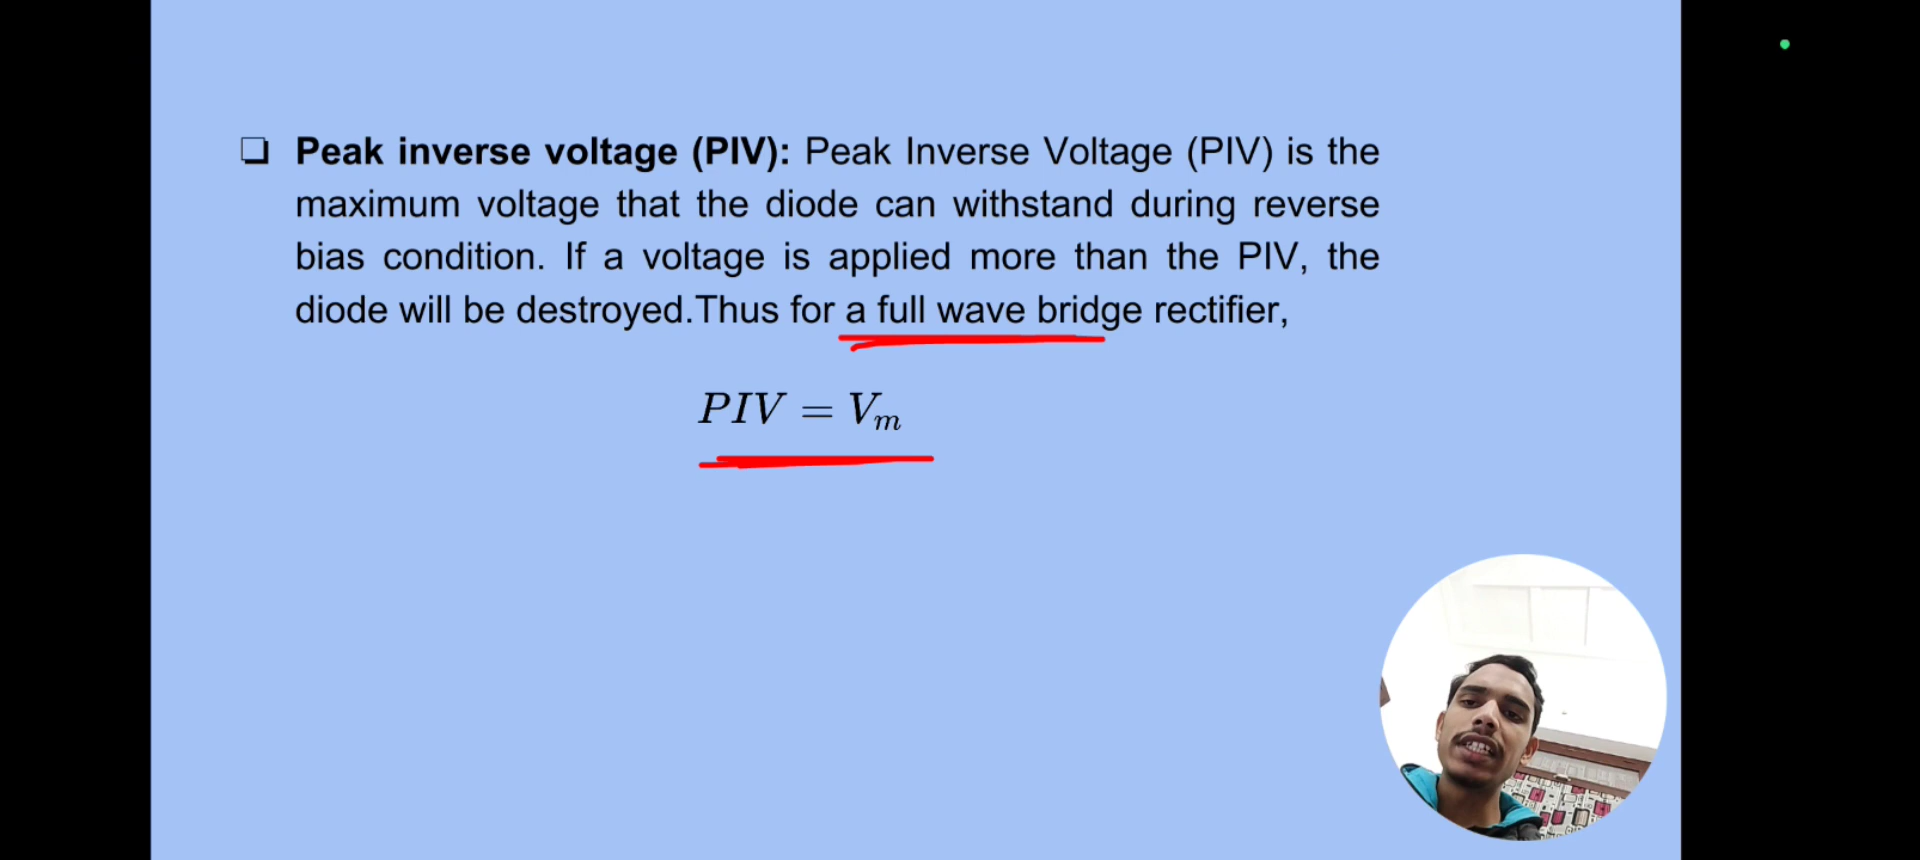 ❏ Peak inverse voltage (PIV): Peak Inverse Voltage (PIV) is the
maximum voltage that the diode can withstand during reverse
bias condition. If a voltage is applied more than the PIV, the
diode will be destroyed.Thus for a full wave bridge rectifier,
PIV = Vₘ